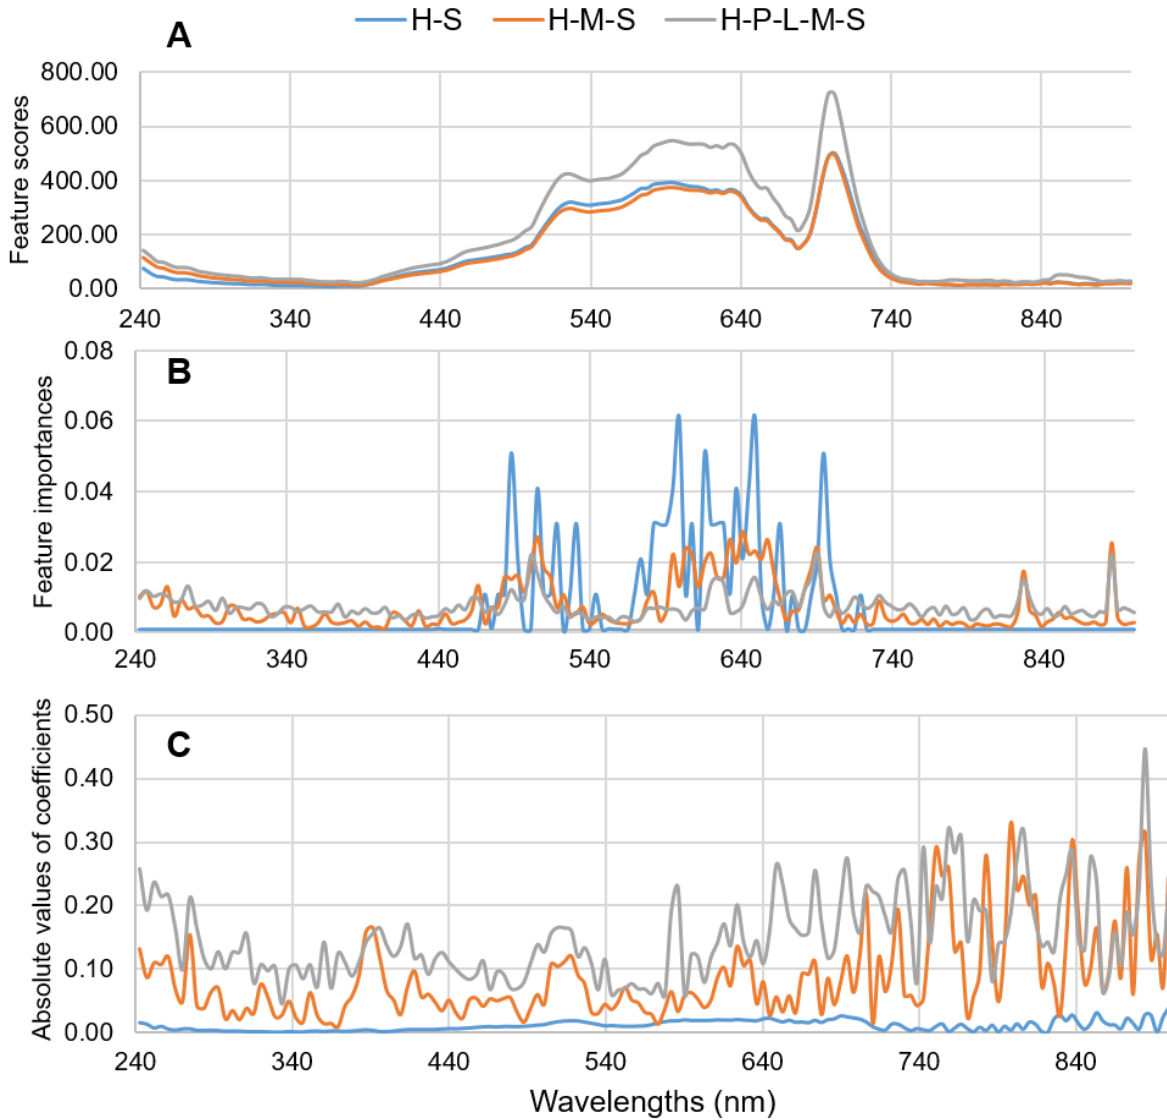 H-S H-M-S H-P-L-M-S
A
Feature scores
800.00
600.00
400.00
200.00
0.00
240 340 440 540 640 740 840
B
Feature importances
0.08
0.06
0.04
0.02
0.00
240 340 440 540 640 740 840
C
Absolute values of coefficients
0.50
0.40
0.30
0.20
0.10
0.00
240 340 440 540 640 740 840
Wavelengths (nm)